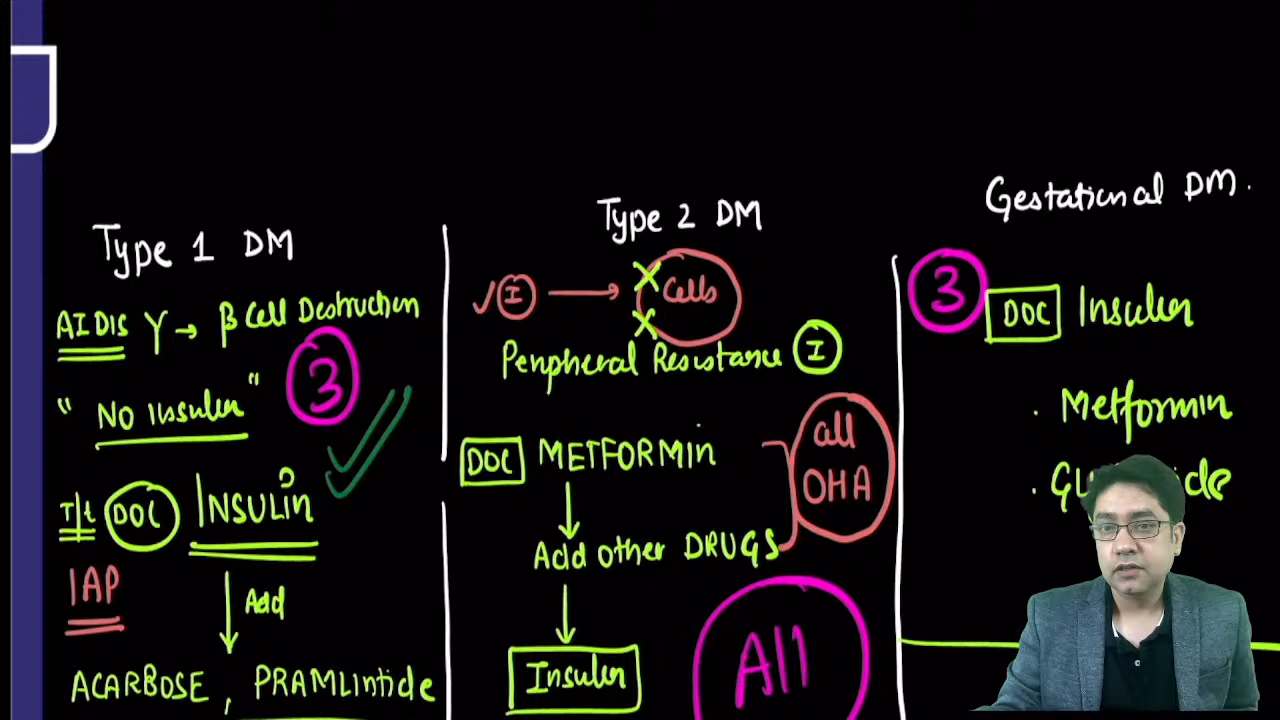 Type 1 DM
AI DIS Y → β Cell Destruction
" NO Insulin "
3
T/t DOC INSULIN
IAP
Add
ACARBOSE, PRAMLintide
Type 2 DM
✓ I → Cells
X
X
Peripheral Resistance I
DOC METFORMIN
all
OHA
Add other DRUGS
Insulin
All
Gestational DM.
3
DOC Insulin
· Metformin